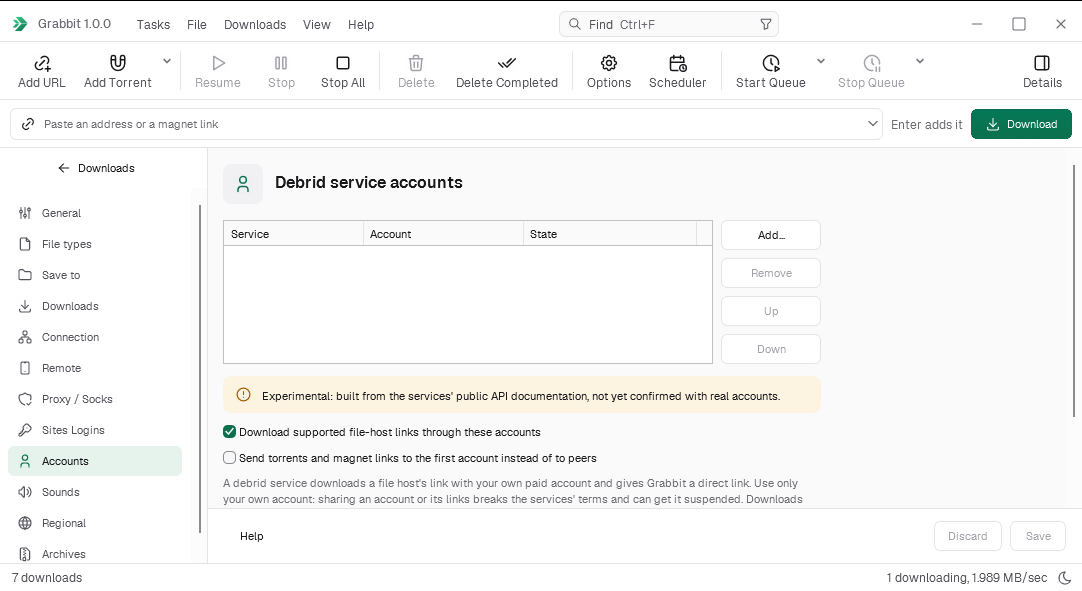 Grabbit 1.0.0
Tasks
File
Downloads
View
Help
Find Ctrl+F
Add URL
Add Torrent
Resume
Stop
Stop All
Delete
Delete Completed
Options
Scheduler
Start Queue
Stop Queue
Details
Paste an address or a magnet link
Enter adds it
Download
Downloads
General
File types
Save to
Downloads
Connection
Remote
Proxy / Socks
Sites Logins
Accounts
Sounds
Regional
Archives
Debrid service accounts
Service
Account
State
Add...
Remove
Up
Down
Experimental: built from the services' public API documentation, not yet confirmed with real accounts.
Download supported file-host links through these accounts
Send torrents and magnet links to the first account instead of to peers
A debrid service downloads a file host's link with your own paid account and gives Grabbit a direct link. Use only
your own account: sharing an account or its links breaks the services' terms and can get it suspended. Downloads
Help
Discard
Save
7 downloads
1 downloading, 1.989 MB/sec